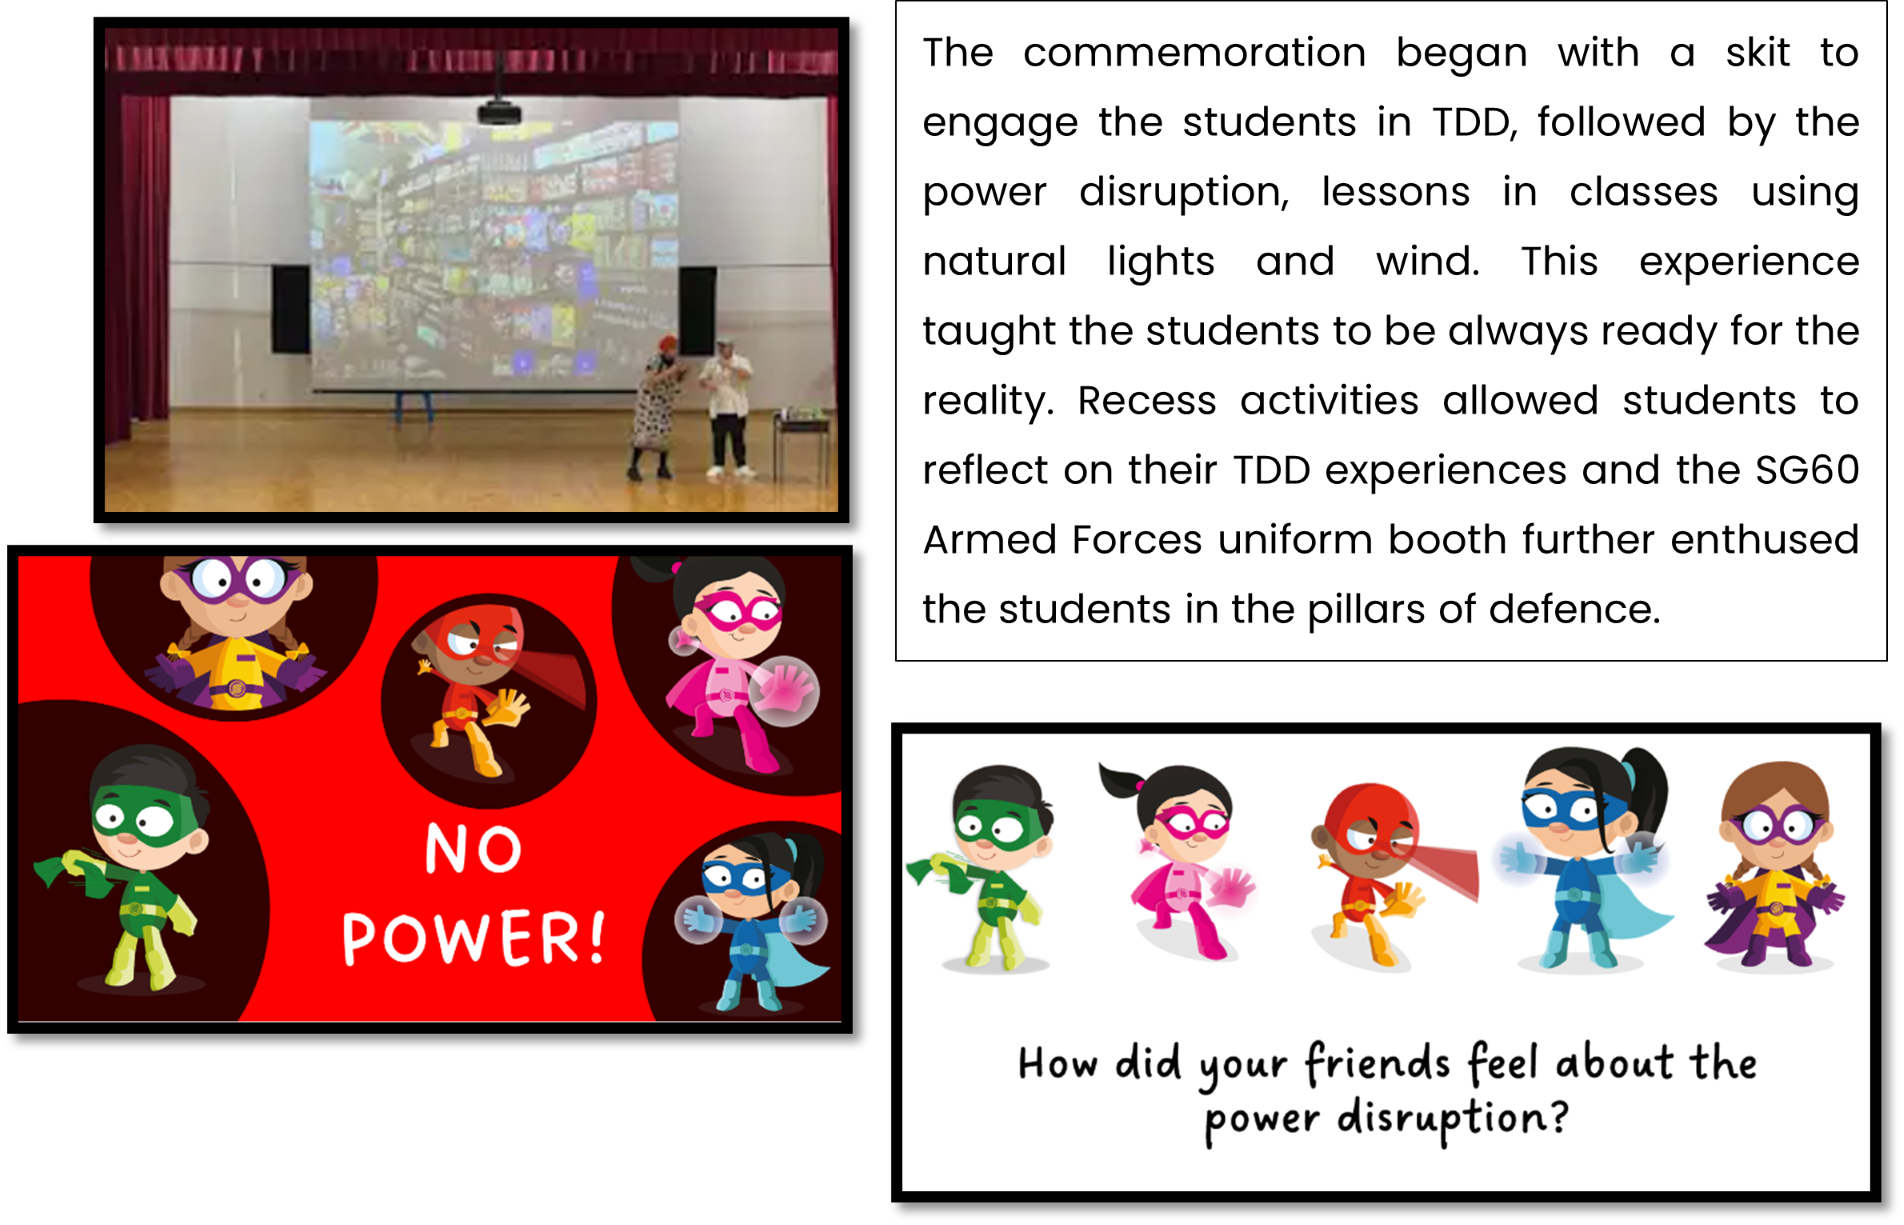 The commemoration began with a skit to
engage the students in TDD, followed by the
power disruption, lessons in classes using
natural lights and wind. This experience
taught the students to be always ready for the
reality. Recess activities allowed students to
reflect on their TDD experiences and the SG60
Armed Forces uniform booth further enthused
the students in the pillars of defence.
NO
POWER!
How did your friends feel about the
power disruption?